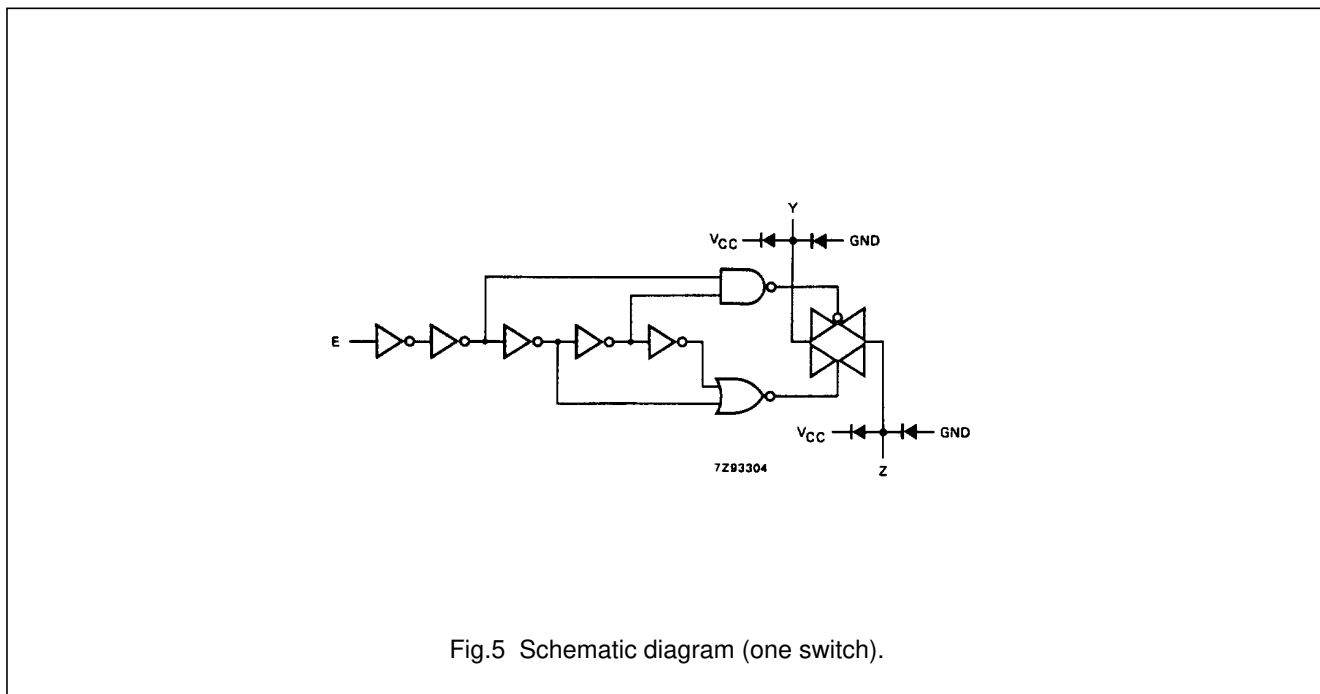 Y
VCC GND
E
VCC GND
7Z93304
Z
Fig.5 Schematic diagram (one switch).